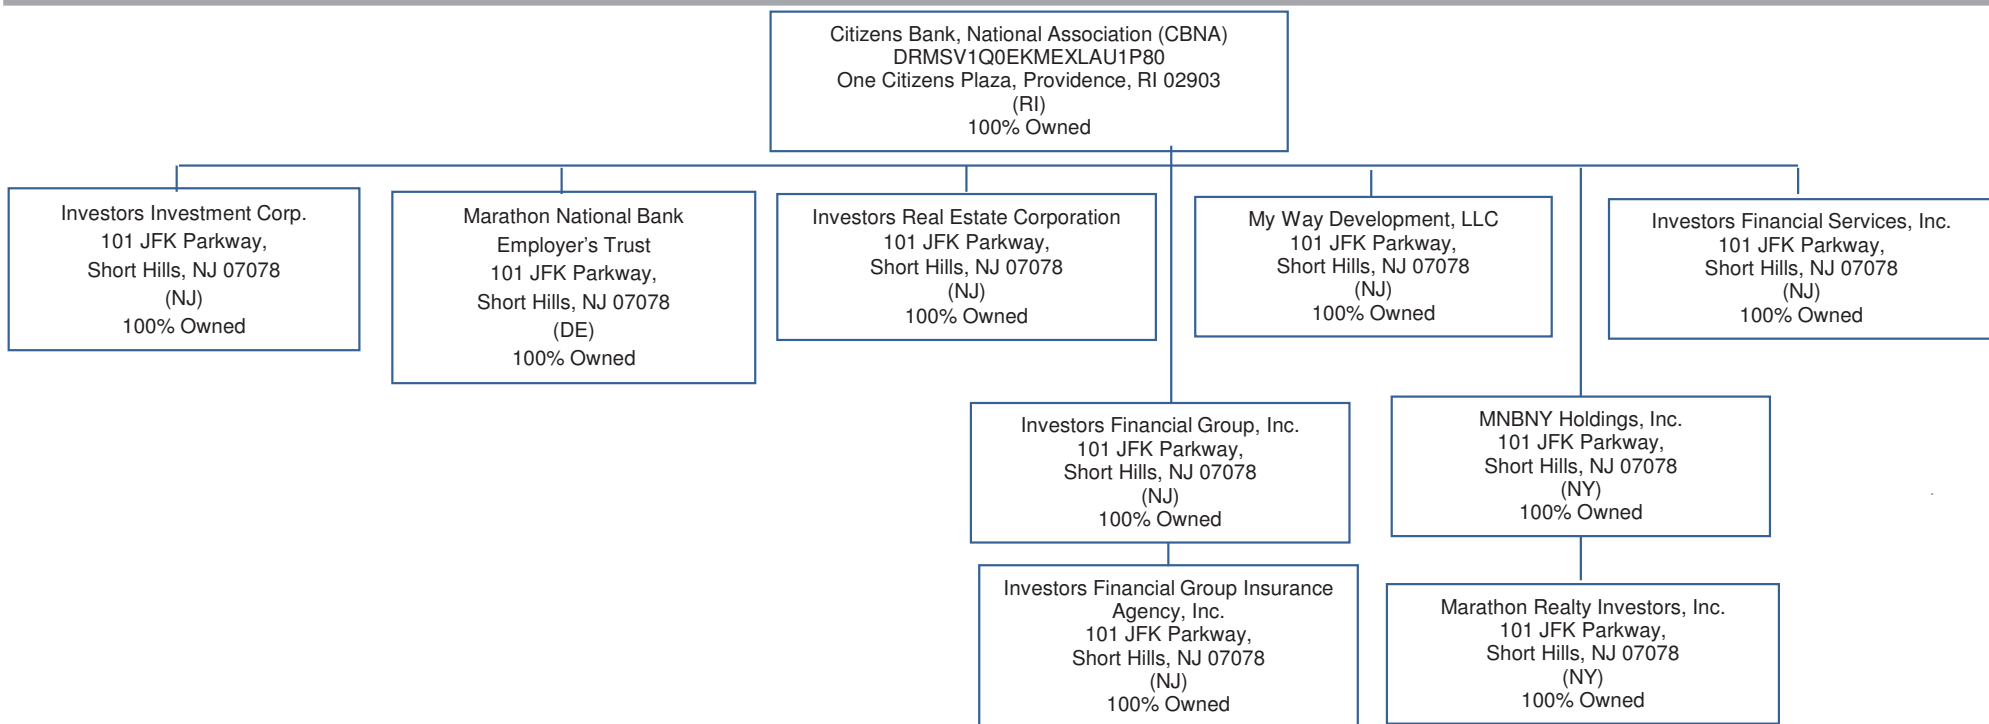 Citizens Bank, National Association (CBNA)
DRMSV1Q0EKMEXLAU1P80
One Citizens Plaza, Providence, RI 02903
(RI)
100% Owned
Investors Investment Corp.
101 JFK Parkway,
Short Hills, NJ 07078
(NJ)
100% Owned
Marathon National Bank
Employer’s Trust
101 JFK Parkway,
Short Hills, NJ 07078
(DE)
100% Owned
Investors Real Estate Corporation
101 JFK Parkway,
Short Hills, NJ 07078
(NJ)
100% Owned
My Way Development, LLC
101 JFK Parkway,
Short Hills, NJ 07078
(NJ)
100% Owned
Investors Financial Services, Inc.
101 JFK Parkway,
Short Hills, NJ 07078
(NJ)
100% Owned
Investors Financial Group, Inc.
101 JFK Parkway,
Short Hills, NJ 07078
(NJ)
100% Owned
MNBNY Holdings, Inc.
101 JFK Parkway,
Short Hills, NJ 07078
(NY)
100% Owned
Investors Financial Group Insurance
Agency, Inc.
101 JFK Parkway,
Short Hills, NJ 07078
(NJ)
100% Owned
Marathon Realty Investors, Inc.
101 JFK Parkway,
Short Hills, NJ 07078
(NY)
100% Owned